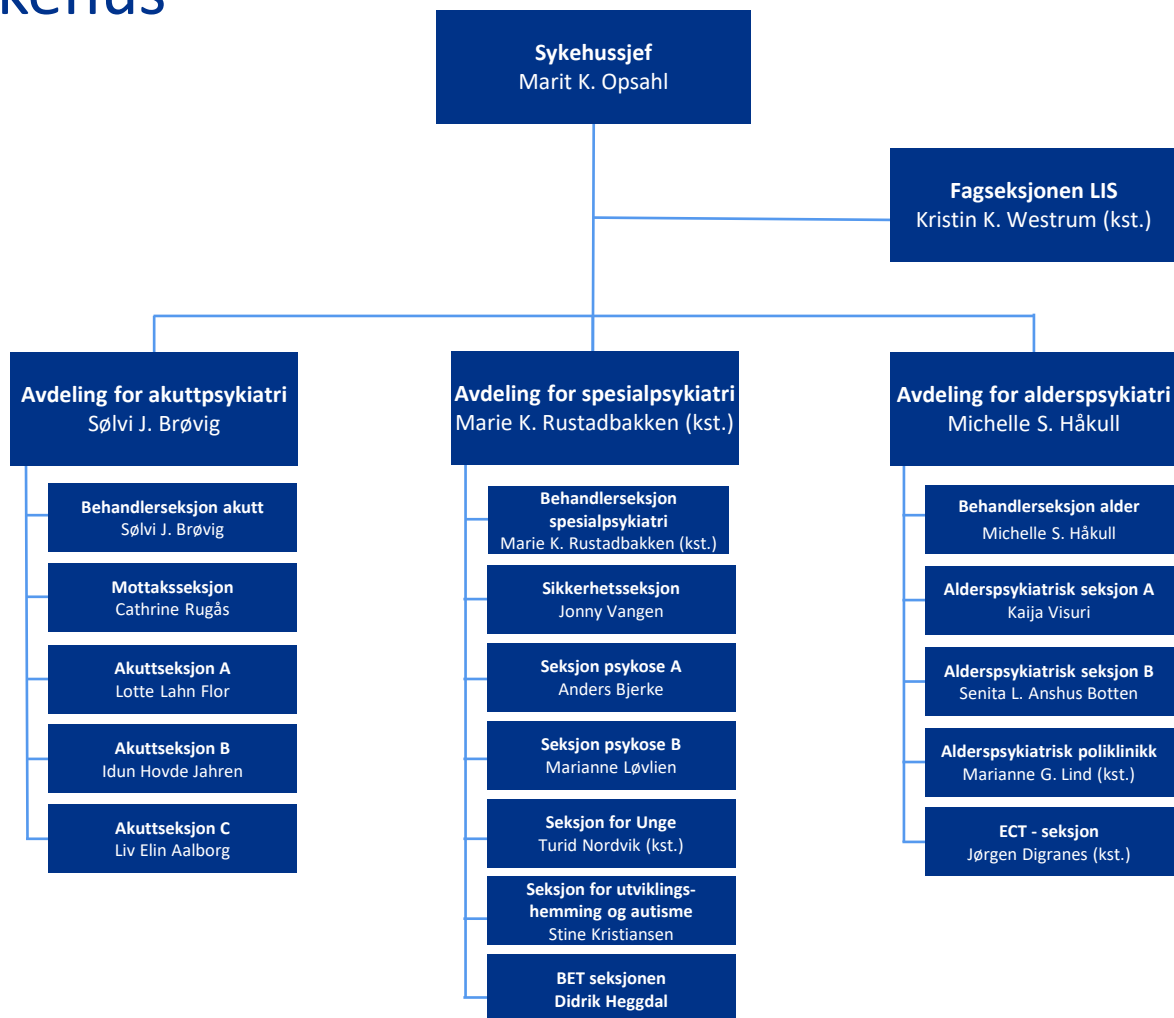 Sykehussjef
Marit K. Opsahl
Fagseksjonen LIS
Kristin K. Westrum (kst.)
Avdeling for akuttpsykiatri
Sølvi J. Brøvig
Behandlerseksjon akutt
Sølvi J. Brøvig
Mottaksseksjon
Cathrine Rugås
Akuttseksjon A
Lotte Lahn Flor
Akuttseksjon B
Idun Hovde Jahren
Akuttseksjon C
Liv Elin Aalborg
Avdeling for spesialpsykiatri
Marie K. Rustadbakken (kst.)
Behandlerseksjon
spesialpsykiatri
Marie K. Rustadbakken (kst.)
Sikkerhetsseksjon
Jonny Vangen
Seksjon psykose A
Anders Bjerke
Seksjon psykose B
Marianne Løvlien
Seksjon for Unge
Turid Nordvik (kst.)
Seksjon for utviklings-
hemming og autisme
Stine Kristiansen
BET seksjonen
Didrik Heggdal
Avdeling for alderspsykiatri
Michelle S. Håkull
Behandlerseksjon alder
Michelle S. Håkull
Alderspsykiatrisk seksjon A
Kaija Visuri
Alderspsykiatrisk seksjon B
Senita L. Anshus Botten
Alderspsykiatrisk poliklinikk
Marianne G. Lind (kst.)
ECT - seksjon
Jørgen Digranes (kst.)